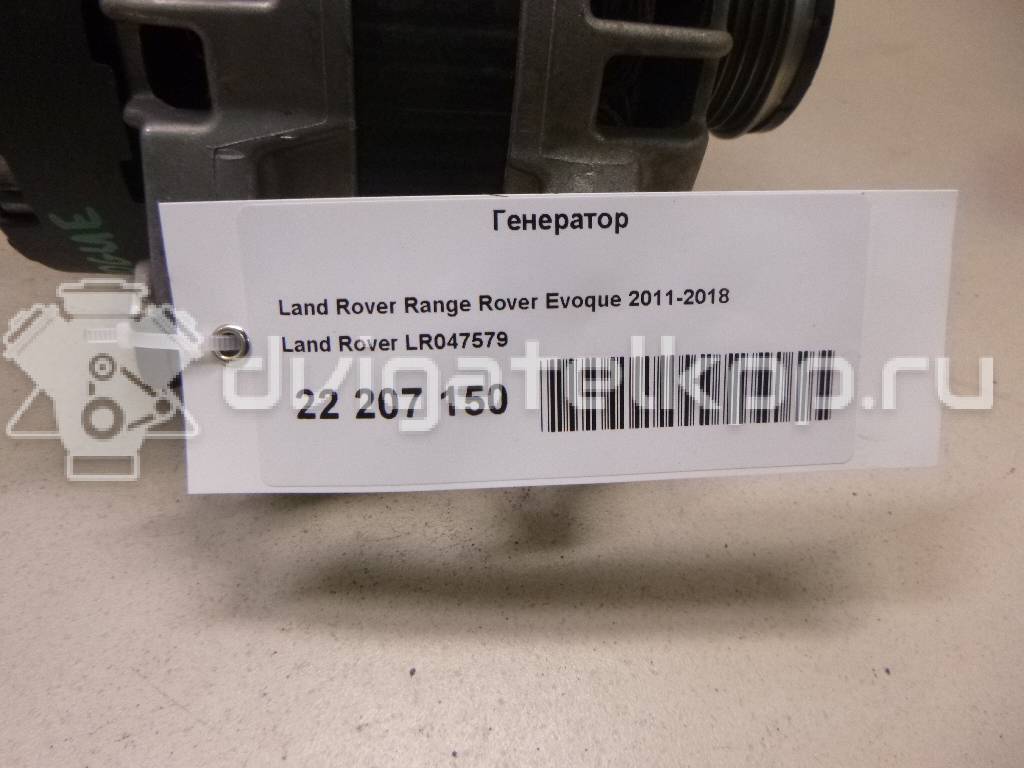 Генератор
Land Rover Range Rover Evoque 2011-2018
Land Rover LR047579
22 207 150
dvigatelkop.ru